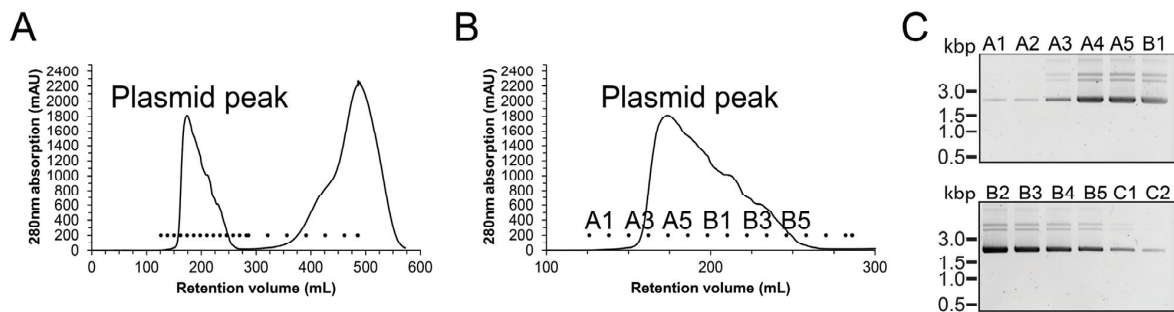 A
280nm absorption (mAU)
2400
2200
2000
1800
1600
1400
1200
1000
800
600
400
200
0
Plasmid peak
0 100 200 300 400 500 600
Retention volume (mL)
B
280nm absorption (mAU)
2400
2200
2000
1800
1600
1400
1200
1000
800
600
400
200
0
Plasmid peak
A1 A3 A5 B1 B3 B5
100 200 300
Retention volume (mL)
C
kbp A1 A2 A3 A4 A5 B1
3.0
1.5
1.0
0.5
kbp B2 B3 B4 B5 C1 C2
3.0
1.5
1.0
0.5